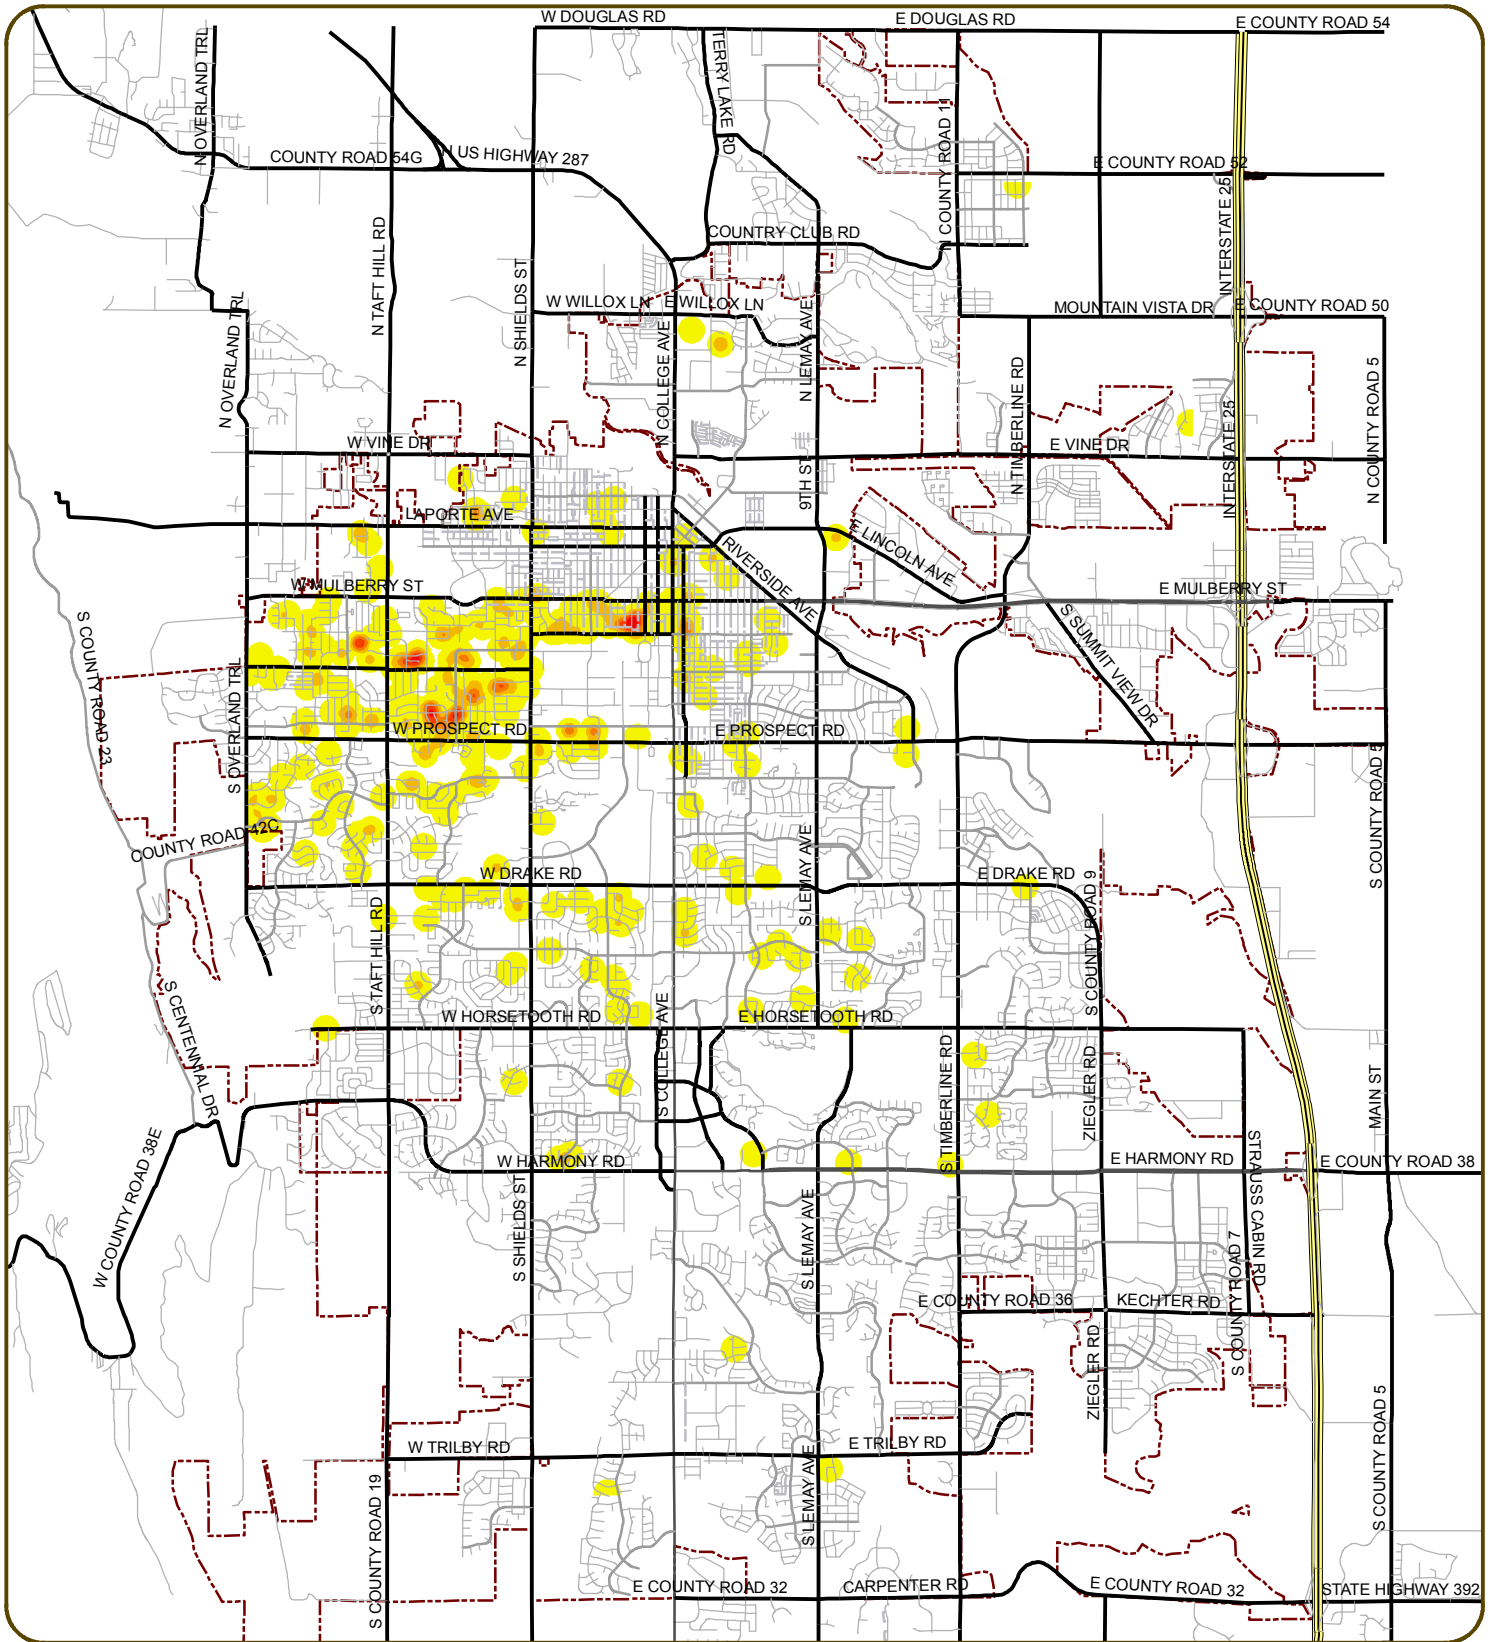 W DOUGLAS RD
E DOUGLAS RD
E COUNTY ROAD 54
N OVERLAND TRL
TERRY LAKE RD
N COUNTY ROAD 11
COUNTY ROAD 54G
N US HIGHWAY 287
E COUNTY ROAD 52
INTERSTATE 25
N TAFT HILL RD
COUNTRY CLUB RD
N SHIELDS ST
W WILLOX LN
E WILLOX LN
MOUNTAIN VISTA DR
E COUNTY ROAD 50
N OVERLAND TRL
N COLLEGE AVE
N LEMAY AVE
N TIMBERLINE RD
N COUNTY ROAD 5
INTERSTATE 25
W VINE DR
E VINE DR
9TH ST
LAPORTE AVE
E LINCOLN AVE
RIVERSIDE AVE
W MULBERRY ST
E MULBERRY ST
S COUNTY ROAD 23
S SUMMIT VIEW DR
S OVERLAND TRL
W PROSPECT RD
E PROSPECT RD
S COUNTY ROAD 5
COUNTY ROAD 42C
S LEMAY AVE
W DRAKE RD
E DRAKE RD
S COUNTY ROAD 9
S TAFT HILL RD
S CENTENNIAL DR
W HORSETOOTH RD
E HORSETOOTH RD
S COLLEGE AVE
S TIMBERLINE RD
ZIEGLER RD
MAIN ST
W COUNTY ROAD 38E
W HARMONY RD
E HARMONY RD
E COUNTY ROAD 38
STRAUSS CABIN RD
S SHIELDS ST
S LEMAY AVE
S COUNTY ROAD 7
E COUNTY ROAD 36
KECHTER RD
ZIEGLER RD
S COUNTY ROAD 5
W TRILBY RD
E TRILBY RD
S LEMAY AVE
S COUNTY ROAD 19
E COUNTY ROAD 32
CARPENTER RD
E COUNTY ROAD 32
STATE HIGHWAY 392